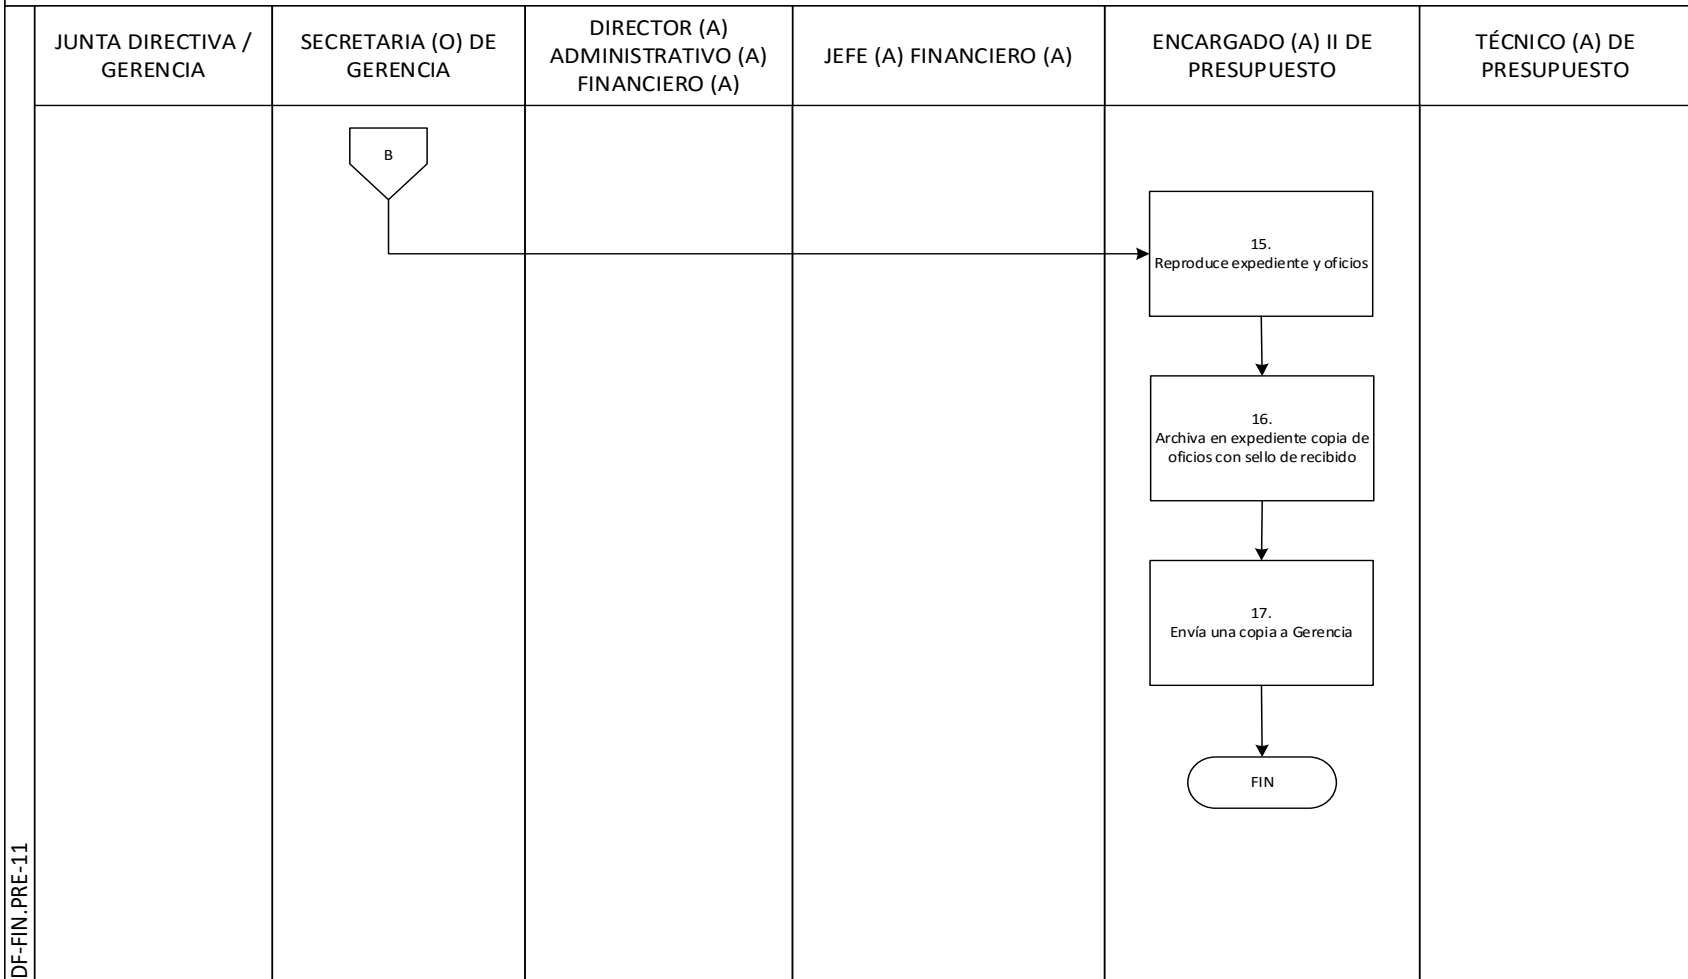 JUNTA DIRECTIVA /
GERENCIA
SECRETARIA (O) DE
GERENCIA
DIRECTOR (A)
ADMINISTRATIVO (A)
FINANCIERO (A)
JEFE (A) FINANCIERO (A)
ENCARGADO (A) II DE
PRESUPUESTO
TÉCNICO (A) DE
PRESUPUESTO
B
15.
Reproduce expediente y oficios
16.
Archiva en expediente copia de
oficios con sello de recibido
17.
Envía una copia a Gerencia
FIN
DF-FIN.PRE-11